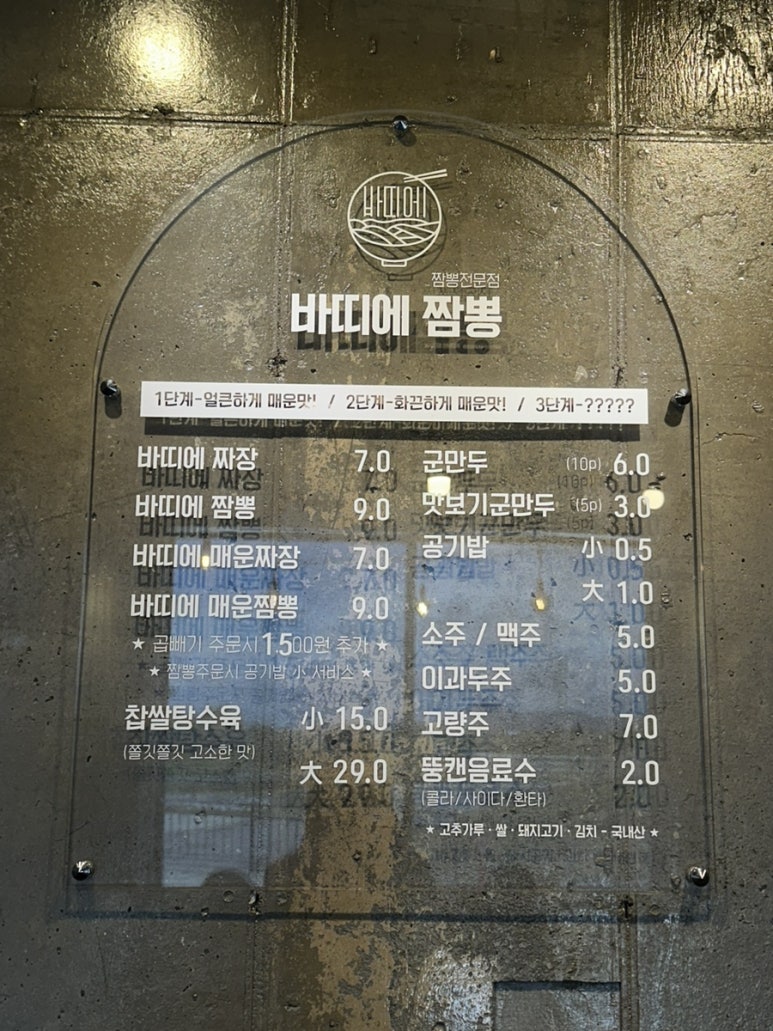 바띠에
짬뽕전문점
바띠에 짬뽕
1단계-얼큰하게 매운맛! / 2단계-화끈하게 매운맛! / 3단계-?????
바띠에 짜장 7.0
바띠에 짬뽕 9.0
바띠에 매운짜장 7.0
바띠에 매운짬뽕 9.0
★ 곱빼기 주문시 1.500원 추가 ★
★ 짬뽕주문시 공기밥 小 서비스 ★
찹쌀탕수육 小 15.0
(쫄깃쫄깃 고소한 맛)
大 29.0
군만두 (10p) 6.0
맛보기군만두 (5p) 3.0
공기밥 小 0.5
大 1.0
소주 / 맥주 5.0
이과두주 5.0
고량주 7.0
뚱캔음료수 2.0
(콜라/사이다/환타)
★ 고추가루 · 쌀 · 돼지고기 · 김치 - 국내산 ★